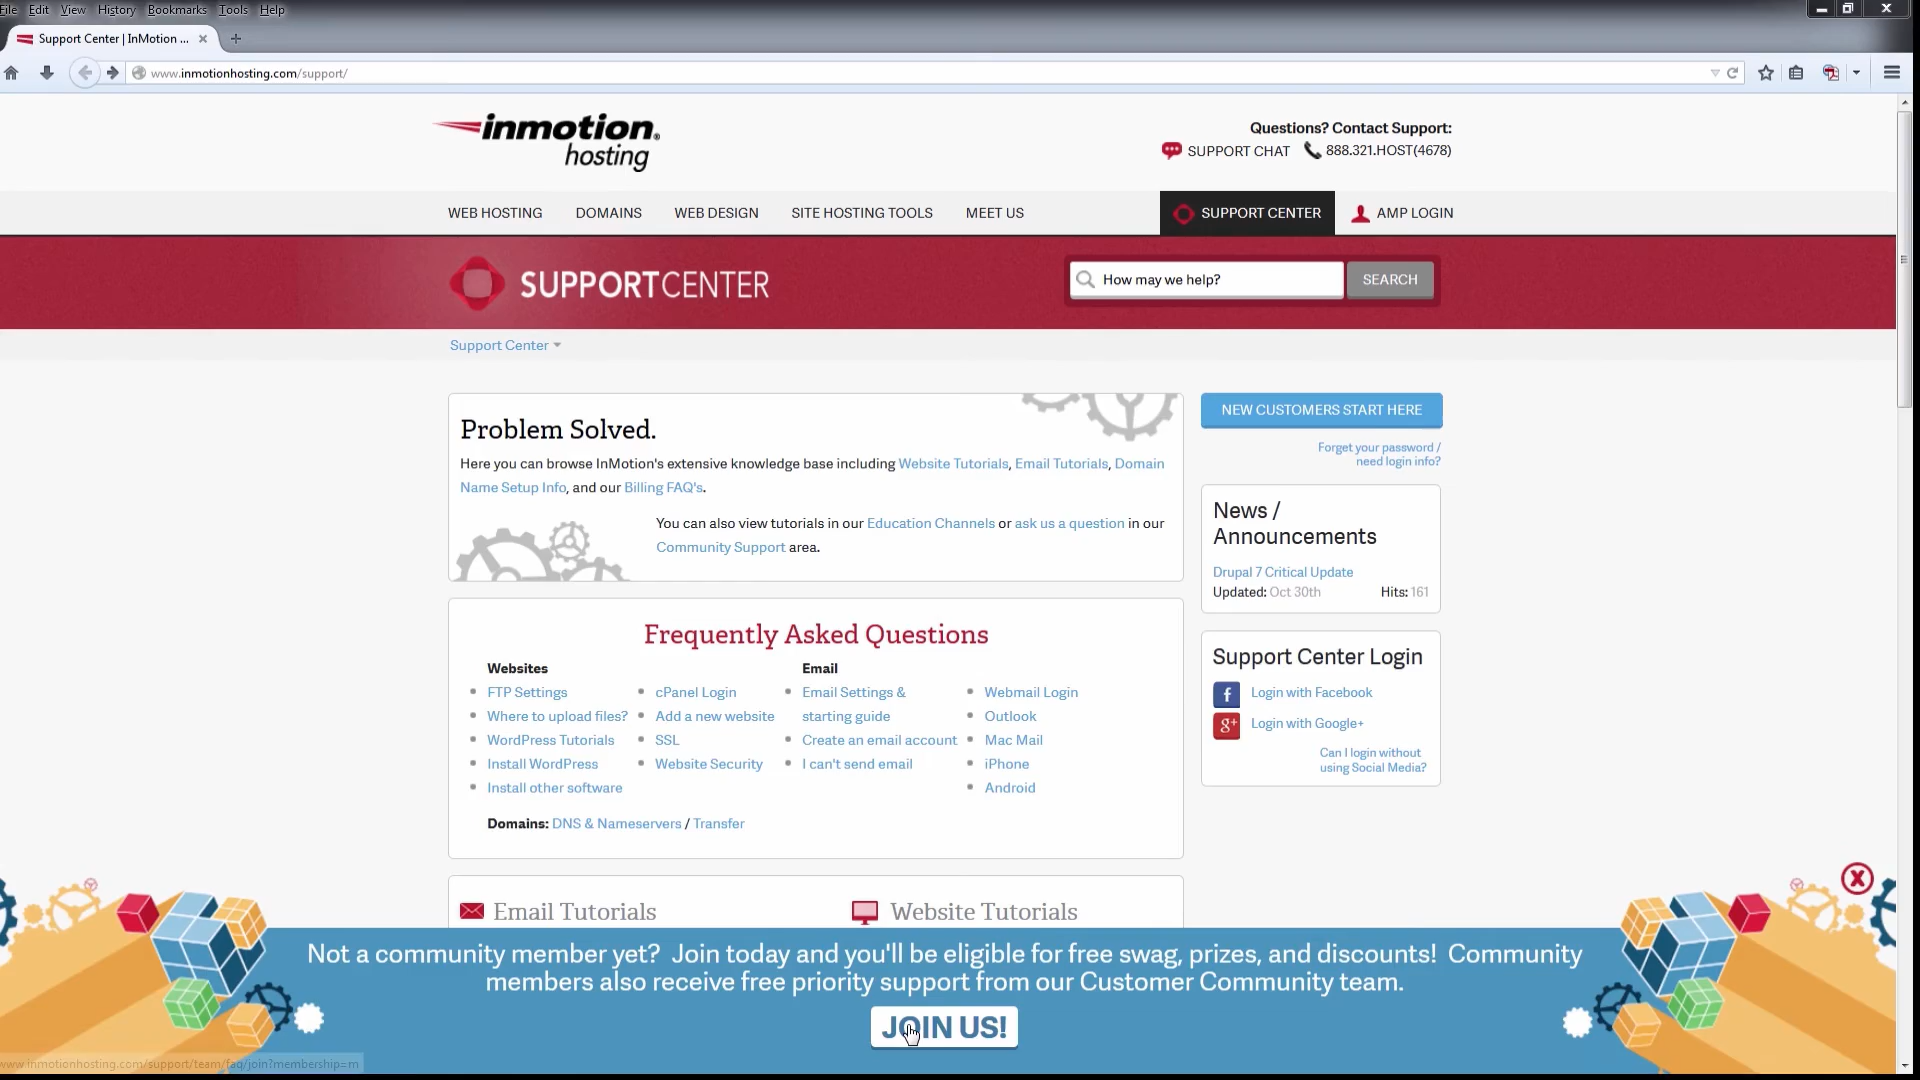 File Edit View History Bookmarks Tools Help
Support Center | InMotion ...
www.inmotionhosting.com/support/
inmotion
hosting
Questions? Contact Support:
SUPPORT CHAT 888.321.HOST(4678)
WEB HOSTING DOMAINS WEB DESIGN SITE HOSTING TOOLS MEET US SUPPORT CENTER AMP LOGIN
SUPPORTCENTER
How may we help? SEARCH
Support Center
Problem Solved.
Here you can browse InMotion's extensive knowledge base including Website Tutorials, Email Tutorials, Domain
Name Setup Info, and our Billing FAQ's.
You can also view tutorials in our Education Channels or ask us a question in our
Community Support area.
NEW CUSTOMERS START HERE
Forget your password /
need login info?
News /
Announcements
Drupal 7 Critical Update
Updated: Oct 30th Hits: 161
Frequently Asked Questions
Websites Email
FTP Settings cPanel Login Email Settings & Webmail Login
Where to upload files? Add a new website starting guide Outlook
WordPress Tutorials SSL Create an email account Mac Mail
Install WordPress Website Security I can't send email iPhone
Install other software Android
Domains: DNS & Nameservers / Transfer
Support Center Login
f Login with Facebook
g+ Login with Google+
Can I login without
using Social Media?
Email Tutorials Website Tutorials
X
Not a community member yet? Join today and you'll be eligible for free swag, prizes, and discounts! Community
members also receive free priority support from our Customer Community team.
JOIN US!
www.inmotionhosting.com/support/team/faq/join?membership=m